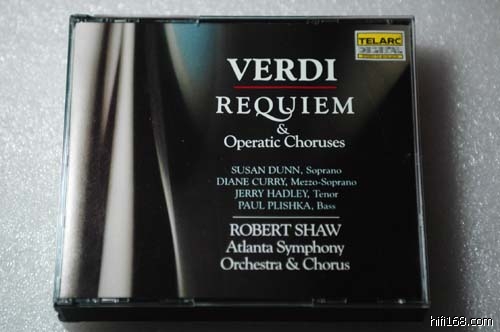 TELARC
DIGITAL
VERDI
REQUIEM
&
Operatic Choruses
SUSAN DUNN, Soprano
DIANE CURRY, Mezzo-Soprano
JERRY HADLEY, Tenor
PAUL PLISHKA, Bass
ROBERT SHAW
Atlanta Symphony
Orchestra & Chorus
hifi168.com